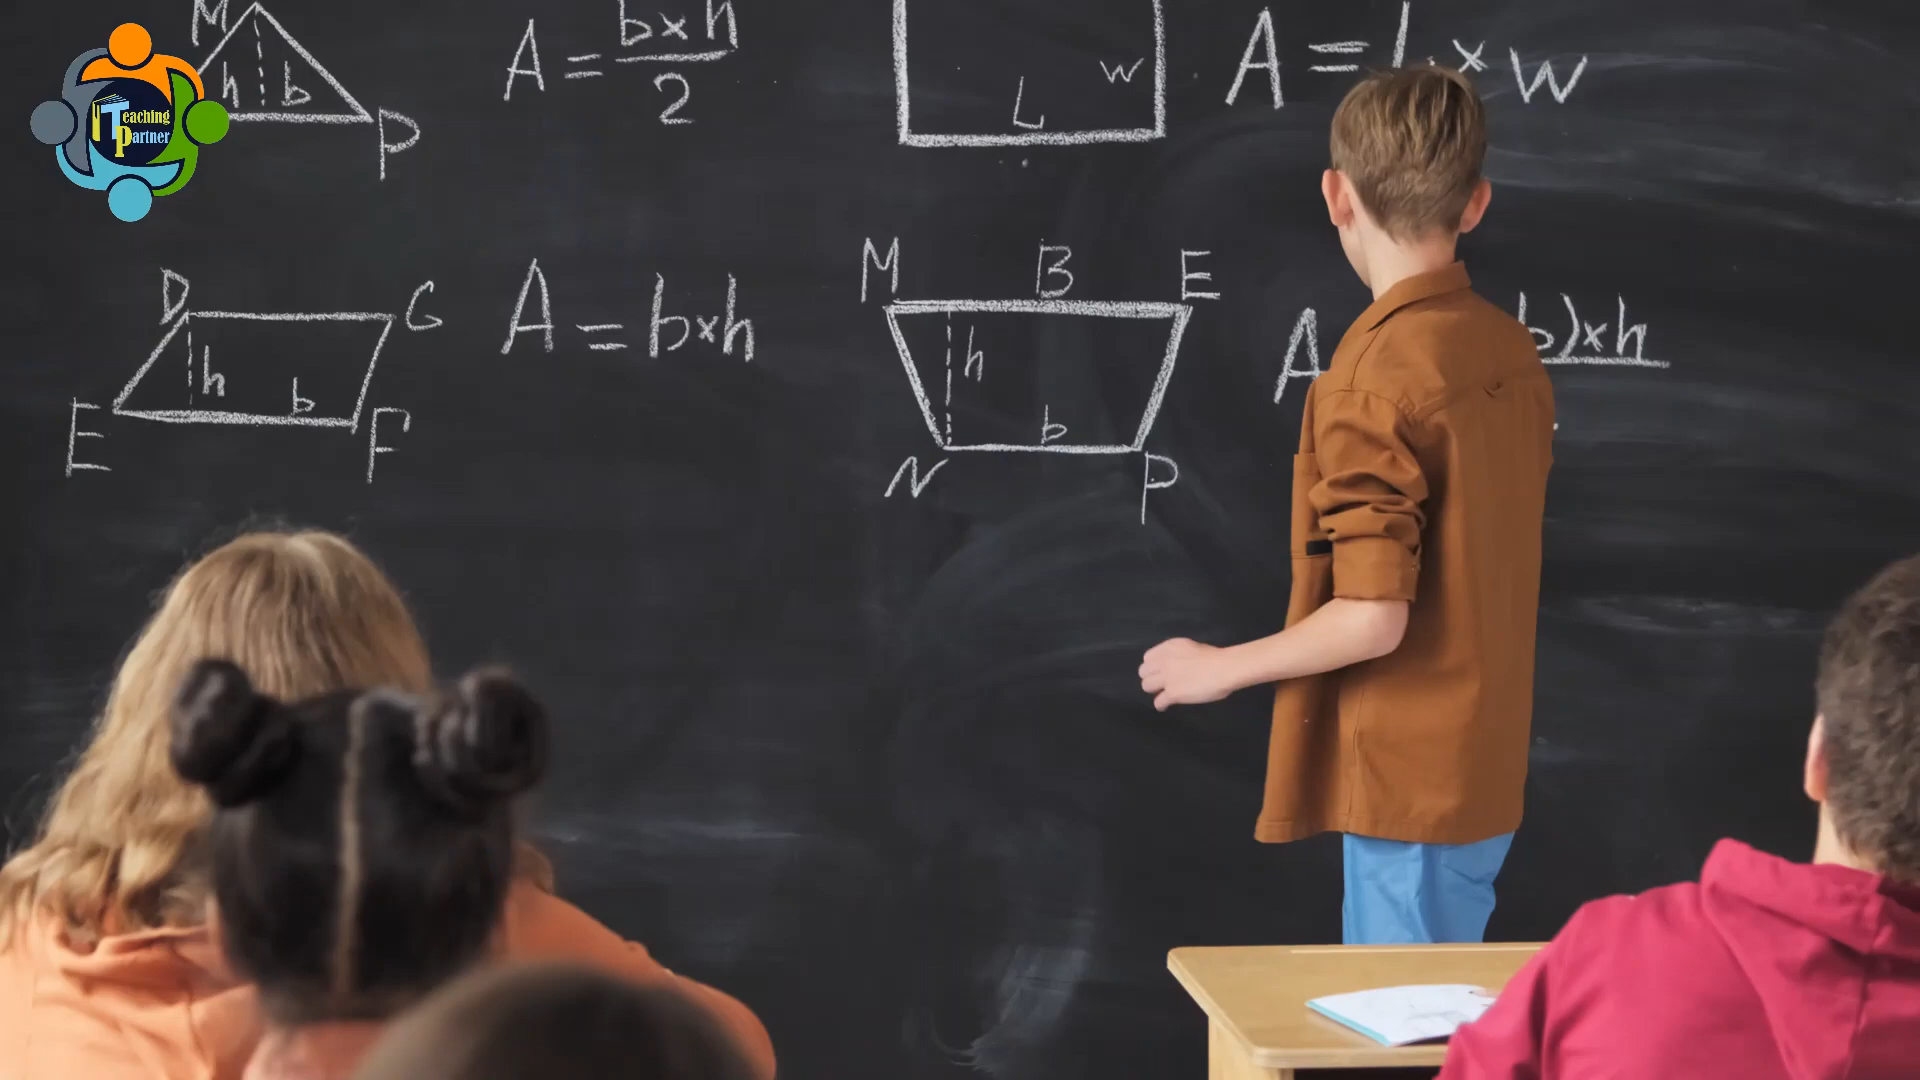 Teaching
Partner
M
h b
P
A = b×h
2
W
L
A = L × W
D G
h
b
E F
A = b×h
M B E
h
b
N P
A
b)×h